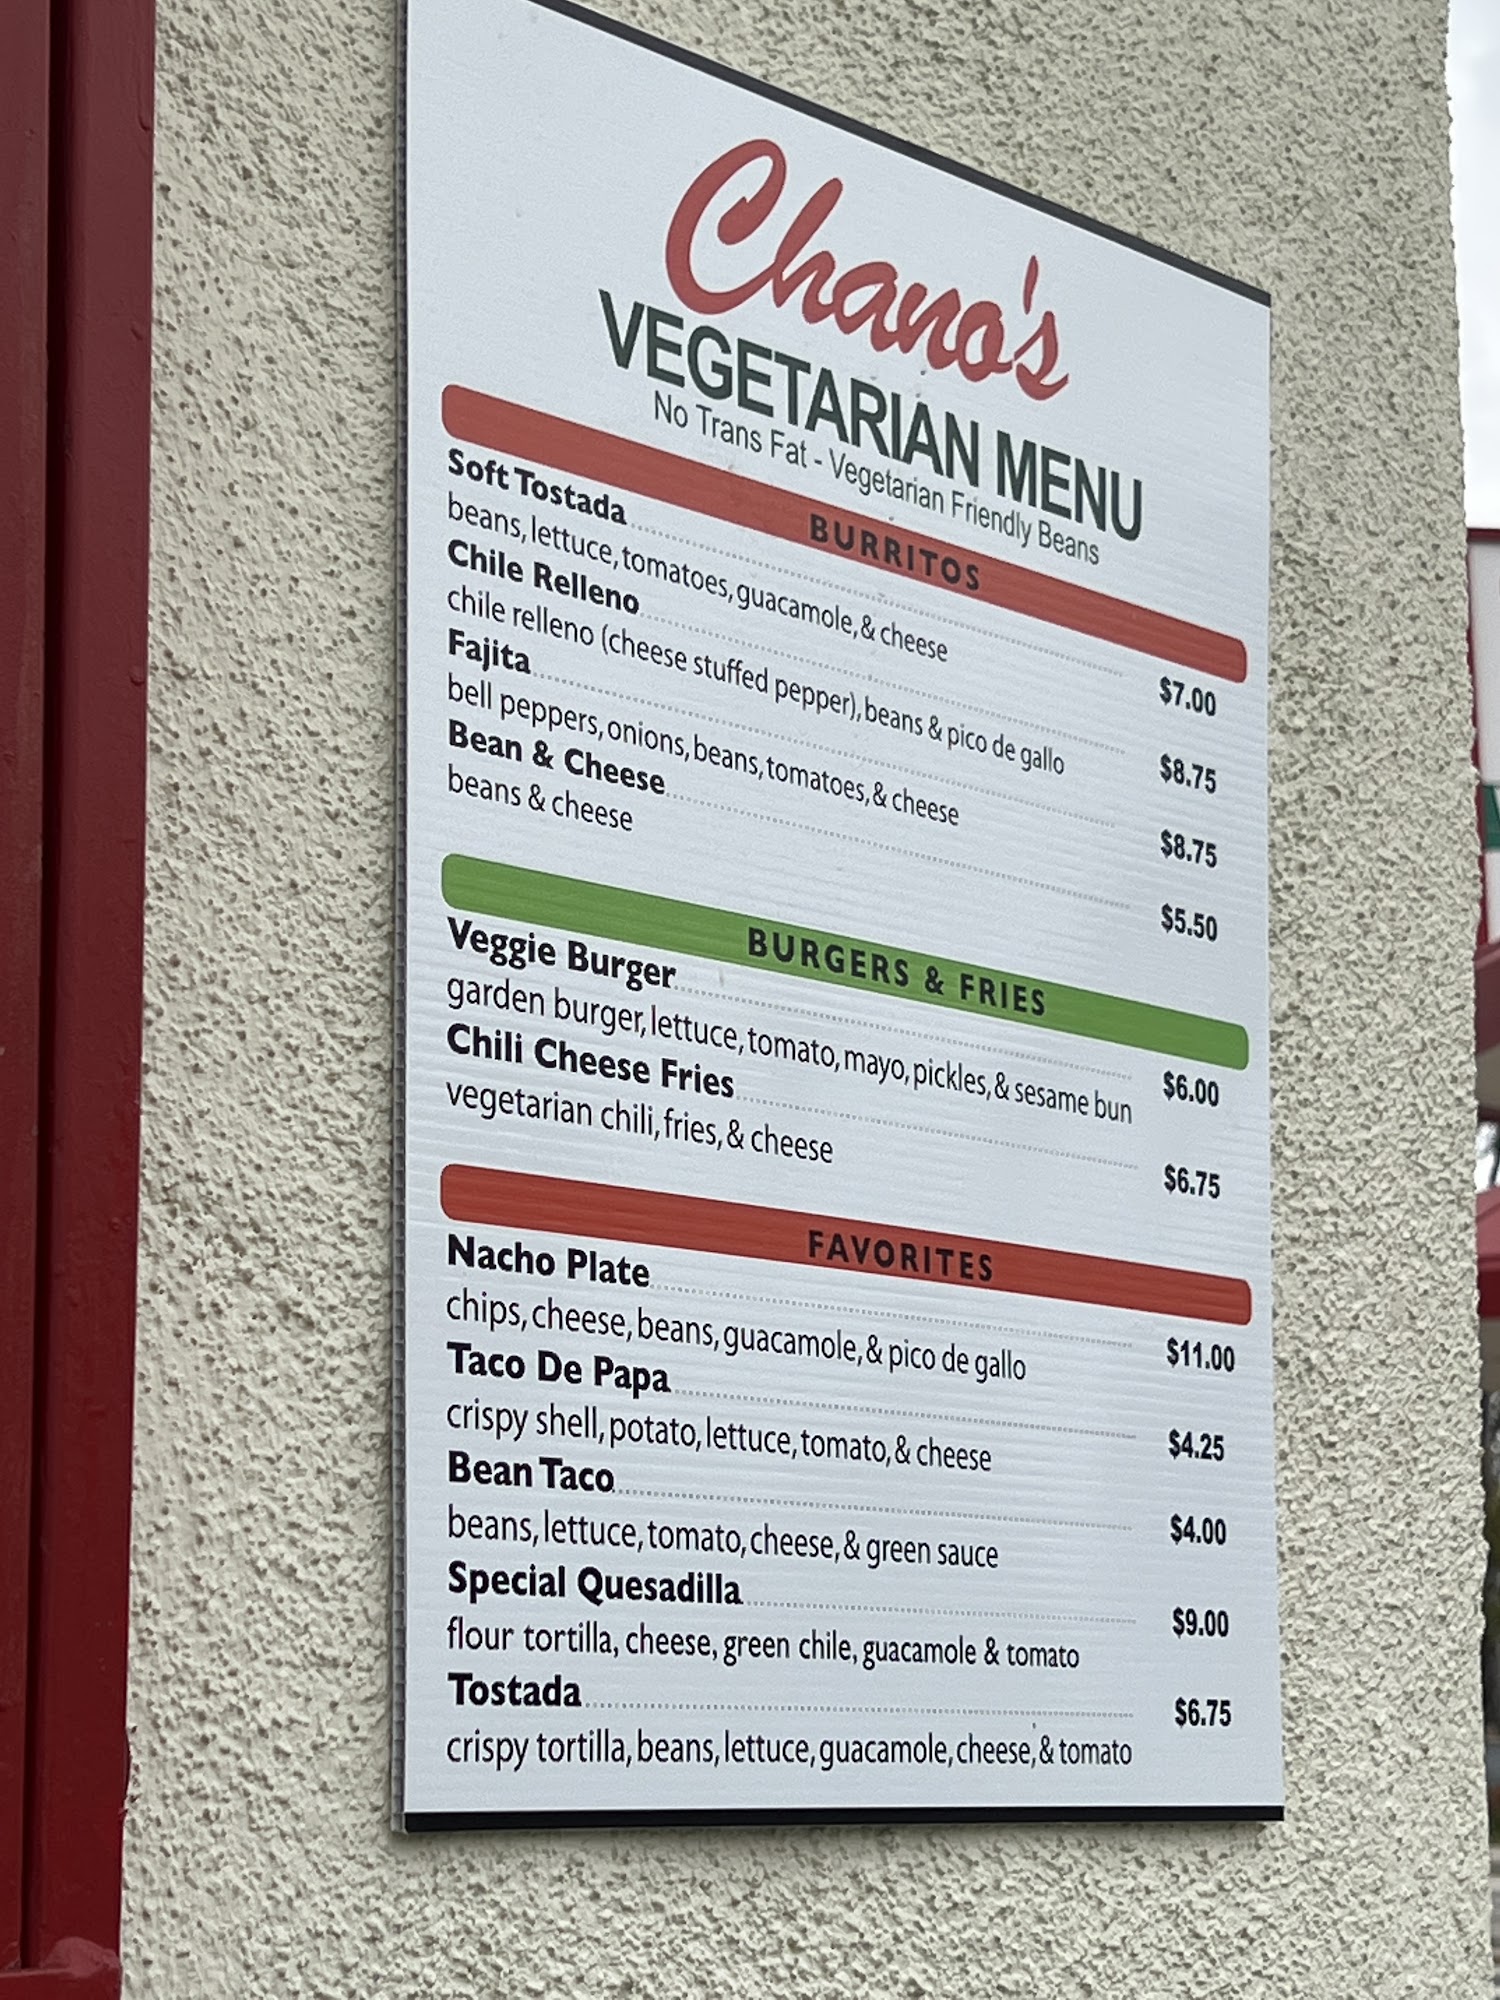 Chano's
VEGETARIAN MENU
No Trans Fat - Vegetarian Friendly Beans
BURRITOS
Soft Tostada $7.00
beans, lettuce, tomatoes, guacamole, & cheese
Chile Relleno $8.75
chile relleno (cheese stuffed pepper), beans & pico de gallo
Fajita $8.75
bell peppers, onions, beans, tomatoes, & cheese
Bean & Cheese $5.50
beans & cheese
BURGERS & FRIES
Veggie Burger $6.00
garden burger, lettuce, tomato, mayo, pickles, & sesame bun
Chili Cheese Fries $6.75
vegetarian chili, fries, & cheese
FAVORITES
Nacho Plate $11.00
chips, cheese, beans, guacamole, & pico de gallo
Taco De Papa $4.25
crispy shell, potato, lettuce, tomato, & cheese
Bean Taco $4.00
beans, lettuce, tomato, cheese, & green sauce
Special Quesadilla $9.00
flour tortilla, cheese, green chile, guacamole & tomato
Tostada $6.75
crispy tortilla, beans, lettuce, guacamole, cheese, & tomato